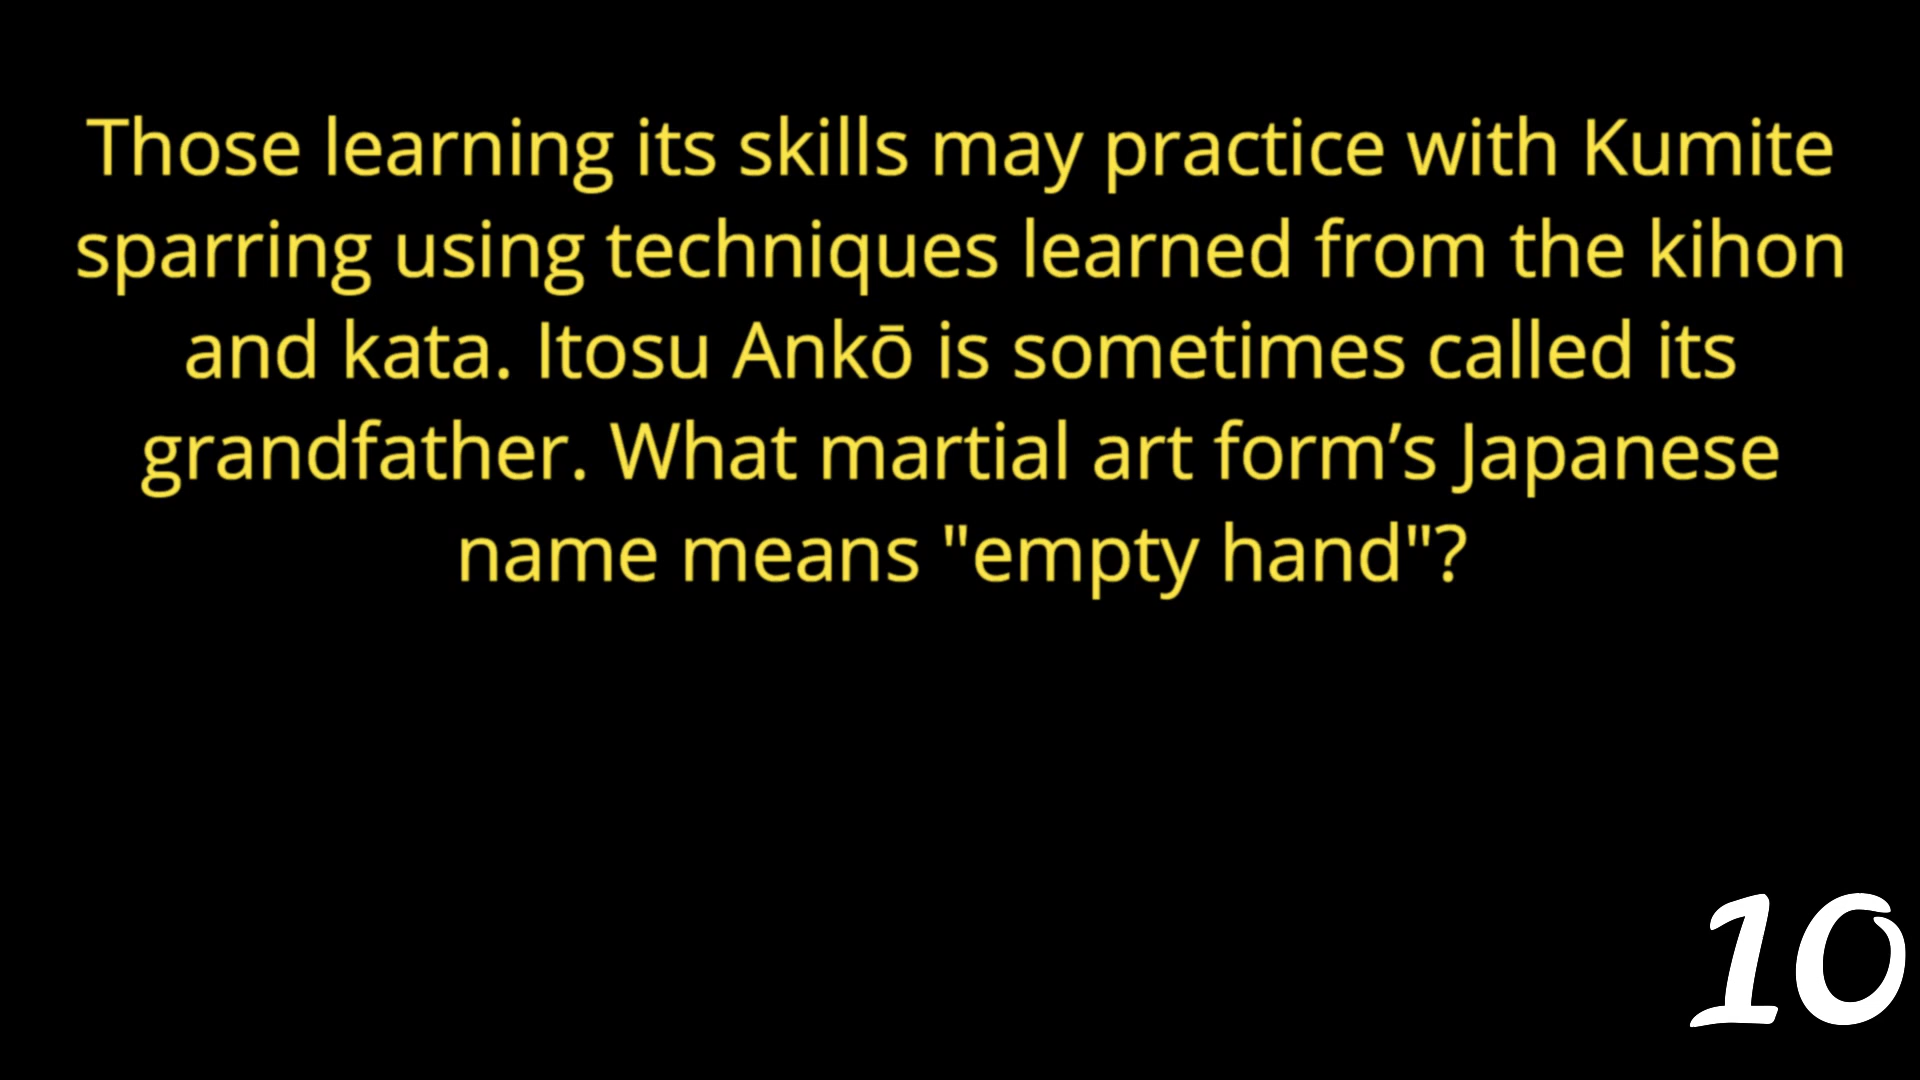 Those learning its skills may practice with Kumite
sparring using techniques learned from the kihon
and kata. Itosu Ankō is sometimes called its
grandfather. What martial art form’s Japanese
name means "empty hand"?
10